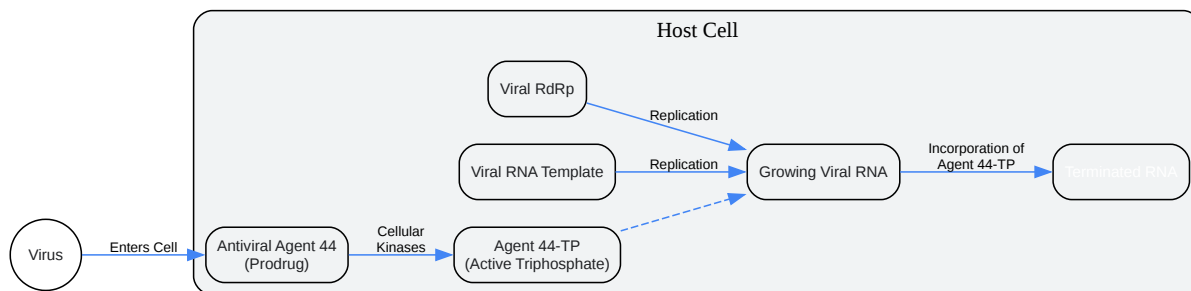 Host Cell
Viral RdRp
Replication
Viral RNA Template
Replication
Growing Viral RNA
Incorporation of
Agent 44-TP
Terminated RNA
Virus
Enters Cell
Antiviral Agent 44
(Prodrug)
Cellular
Kinases
Agent 44-TP
(Active Triphosphate)